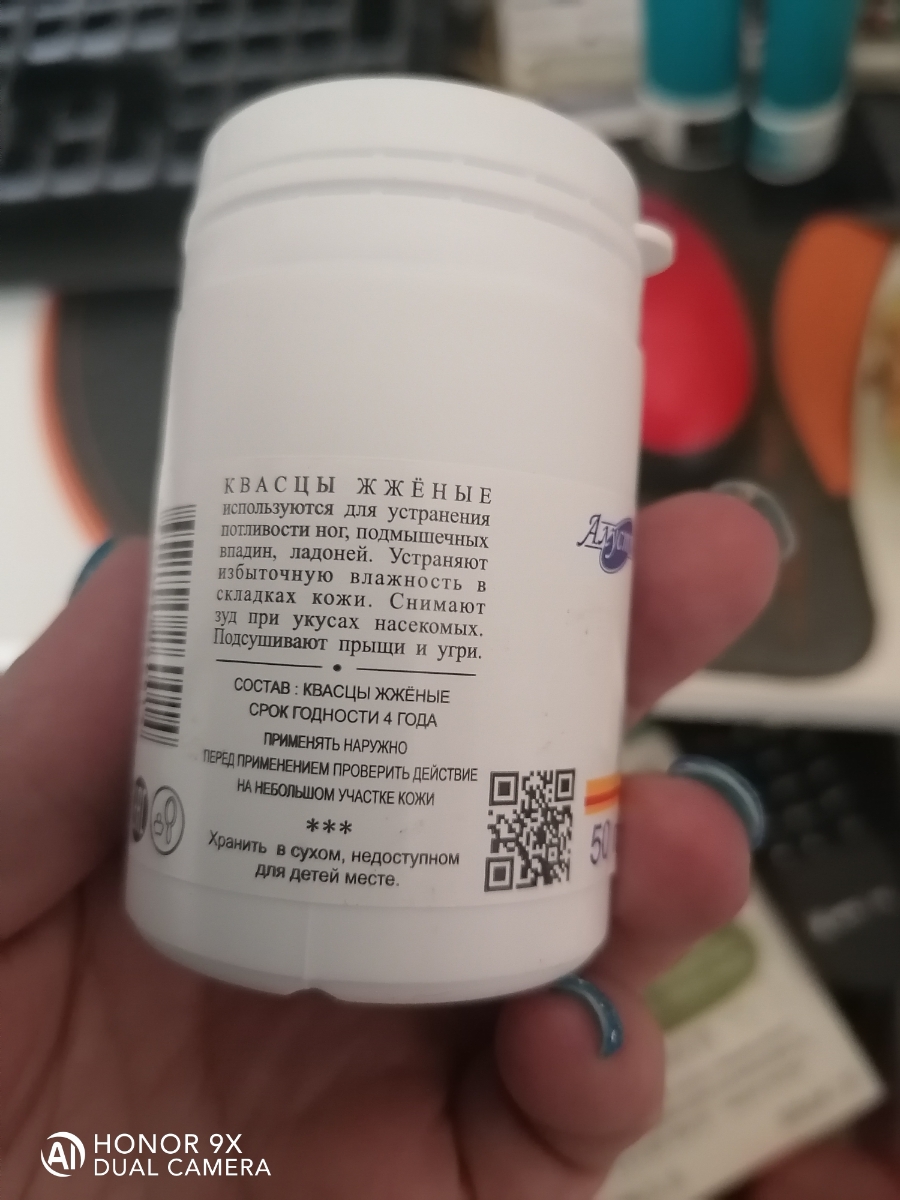 КВАСЦЫ ЖЖЁНЫЕ
используются для устранения
потливости ног, подмышечных
впадин, ладоней. Устраняют
избыточную влажность в
складках кожи. Снимают
зуд при укусах насекомых.
Подсушивают прыщи и угри.
СОСТАВ : КВАСЦЫ ЖЖЁНЫЕ
СРОК ГОДНОСТИ 4 ГОДА
ПРИМЕНЯТЬ НАРУЖНО
ПЕРЕД ПРИМЕНЕНИЕМ ПРОВЕРИТЬ ДЕЙСТВИЕ
НА НЕБОЛЬШОМ УЧАСТКЕ КОЖИ
***
Хранить в сухом, недоступном
для детей месте.
50
HONOR 9X
DUAL CAMERA